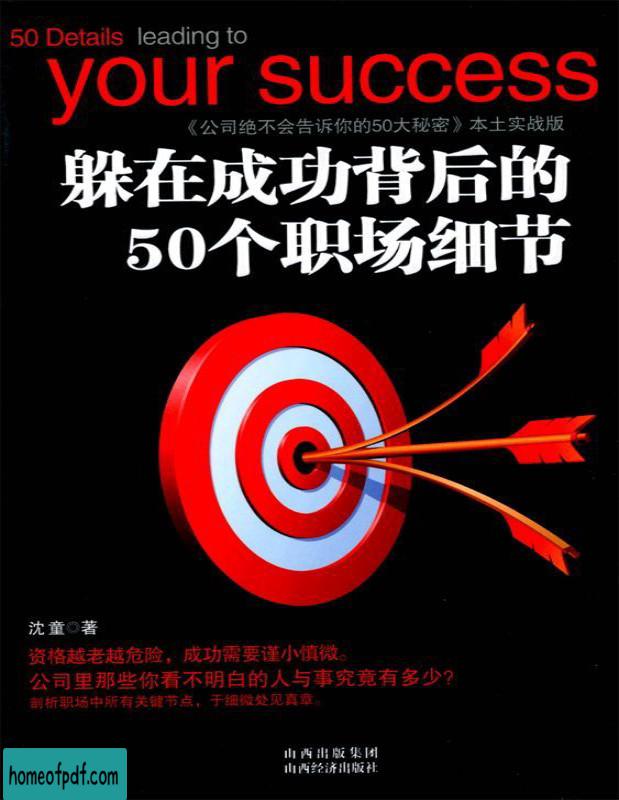 50 Details leading to
your success
《公司绝不会告诉你的50大秘密》本土实战版
躲在成功背后的
50个职场细节
沈童◎著
资格越老越危险，成功需要谨小慎微。
公司里那些你看不明白的人与事究竟有多少？
剖析职场中所有关键节点，于细微处见真章。
山西出版集团
山西经济出版社
homeofpdf.com